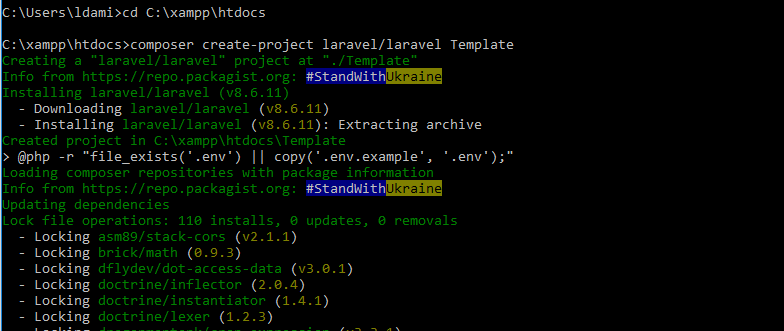 C:\Users\ldami>cd C:\xampp\htdocs
C:\xampp\htdocs>composer create-project laravel/laravel Template
Creating a "laravel/laravel" project at "./Template"
Info from https://repo.packagist.org: #StandWithUkraine
Installing laravel/laravel (v8.6.11)
  - Downloading laravel/laravel (v8.6.11)
  - Installing laravel/laravel (v8.6.11): Extracting archive
Created project in C:\xampp\htdocs\Template
> @php -r "file_exists('.env') || copy('.env.example', '.env');"
Loading composer repositories with package information
Info from https://repo.packagist.org: #StandWithUkraine
Updating dependencies
Lock file operations: 110 installs, 0 updates, 0 removals
  - Locking asm89/stack-cors (v2.1.1)
  - Locking brick/math (0.9.3)
  - Locking dflydev/dot-access-data (v3.0.1)
  - Locking doctrine/inflector (2.0.4)
  - Locking doctrine/instantiator (1.4.1)
  - Locking doctrine/lexer (1.2.3)
  - Locking